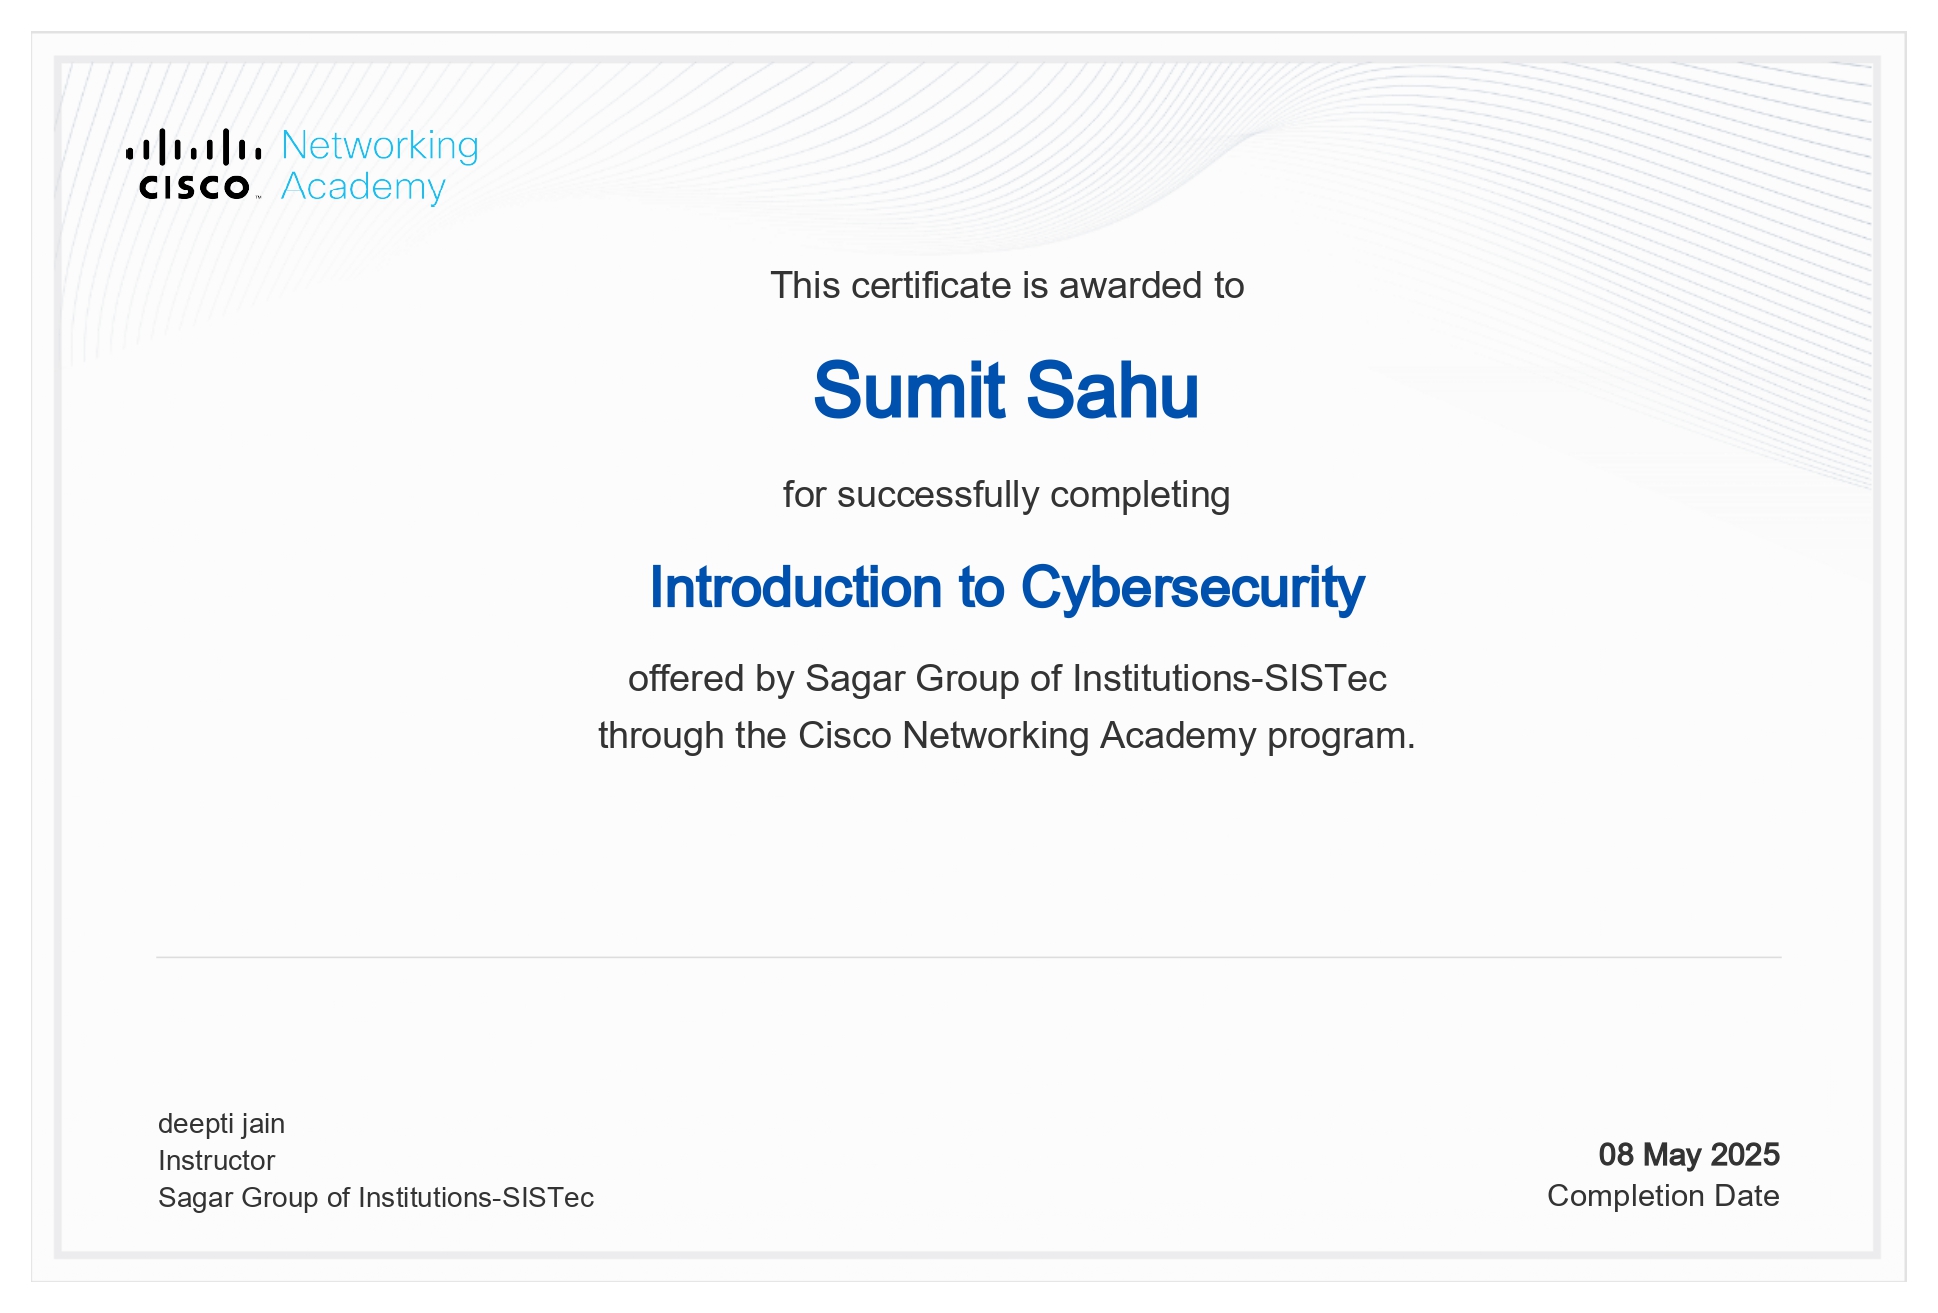 Networking
cisco™ Academy
This certificate is awarded to
Sumit Sahu
for successfully completing
Introduction to Cybersecurity
offered by Sagar Group of Institutions-SISTec
through the Cisco Networking Academy program.
deepti jain
Instructor
Sagar Group of Institutions-SISTec
08 May 2025
Completion Date